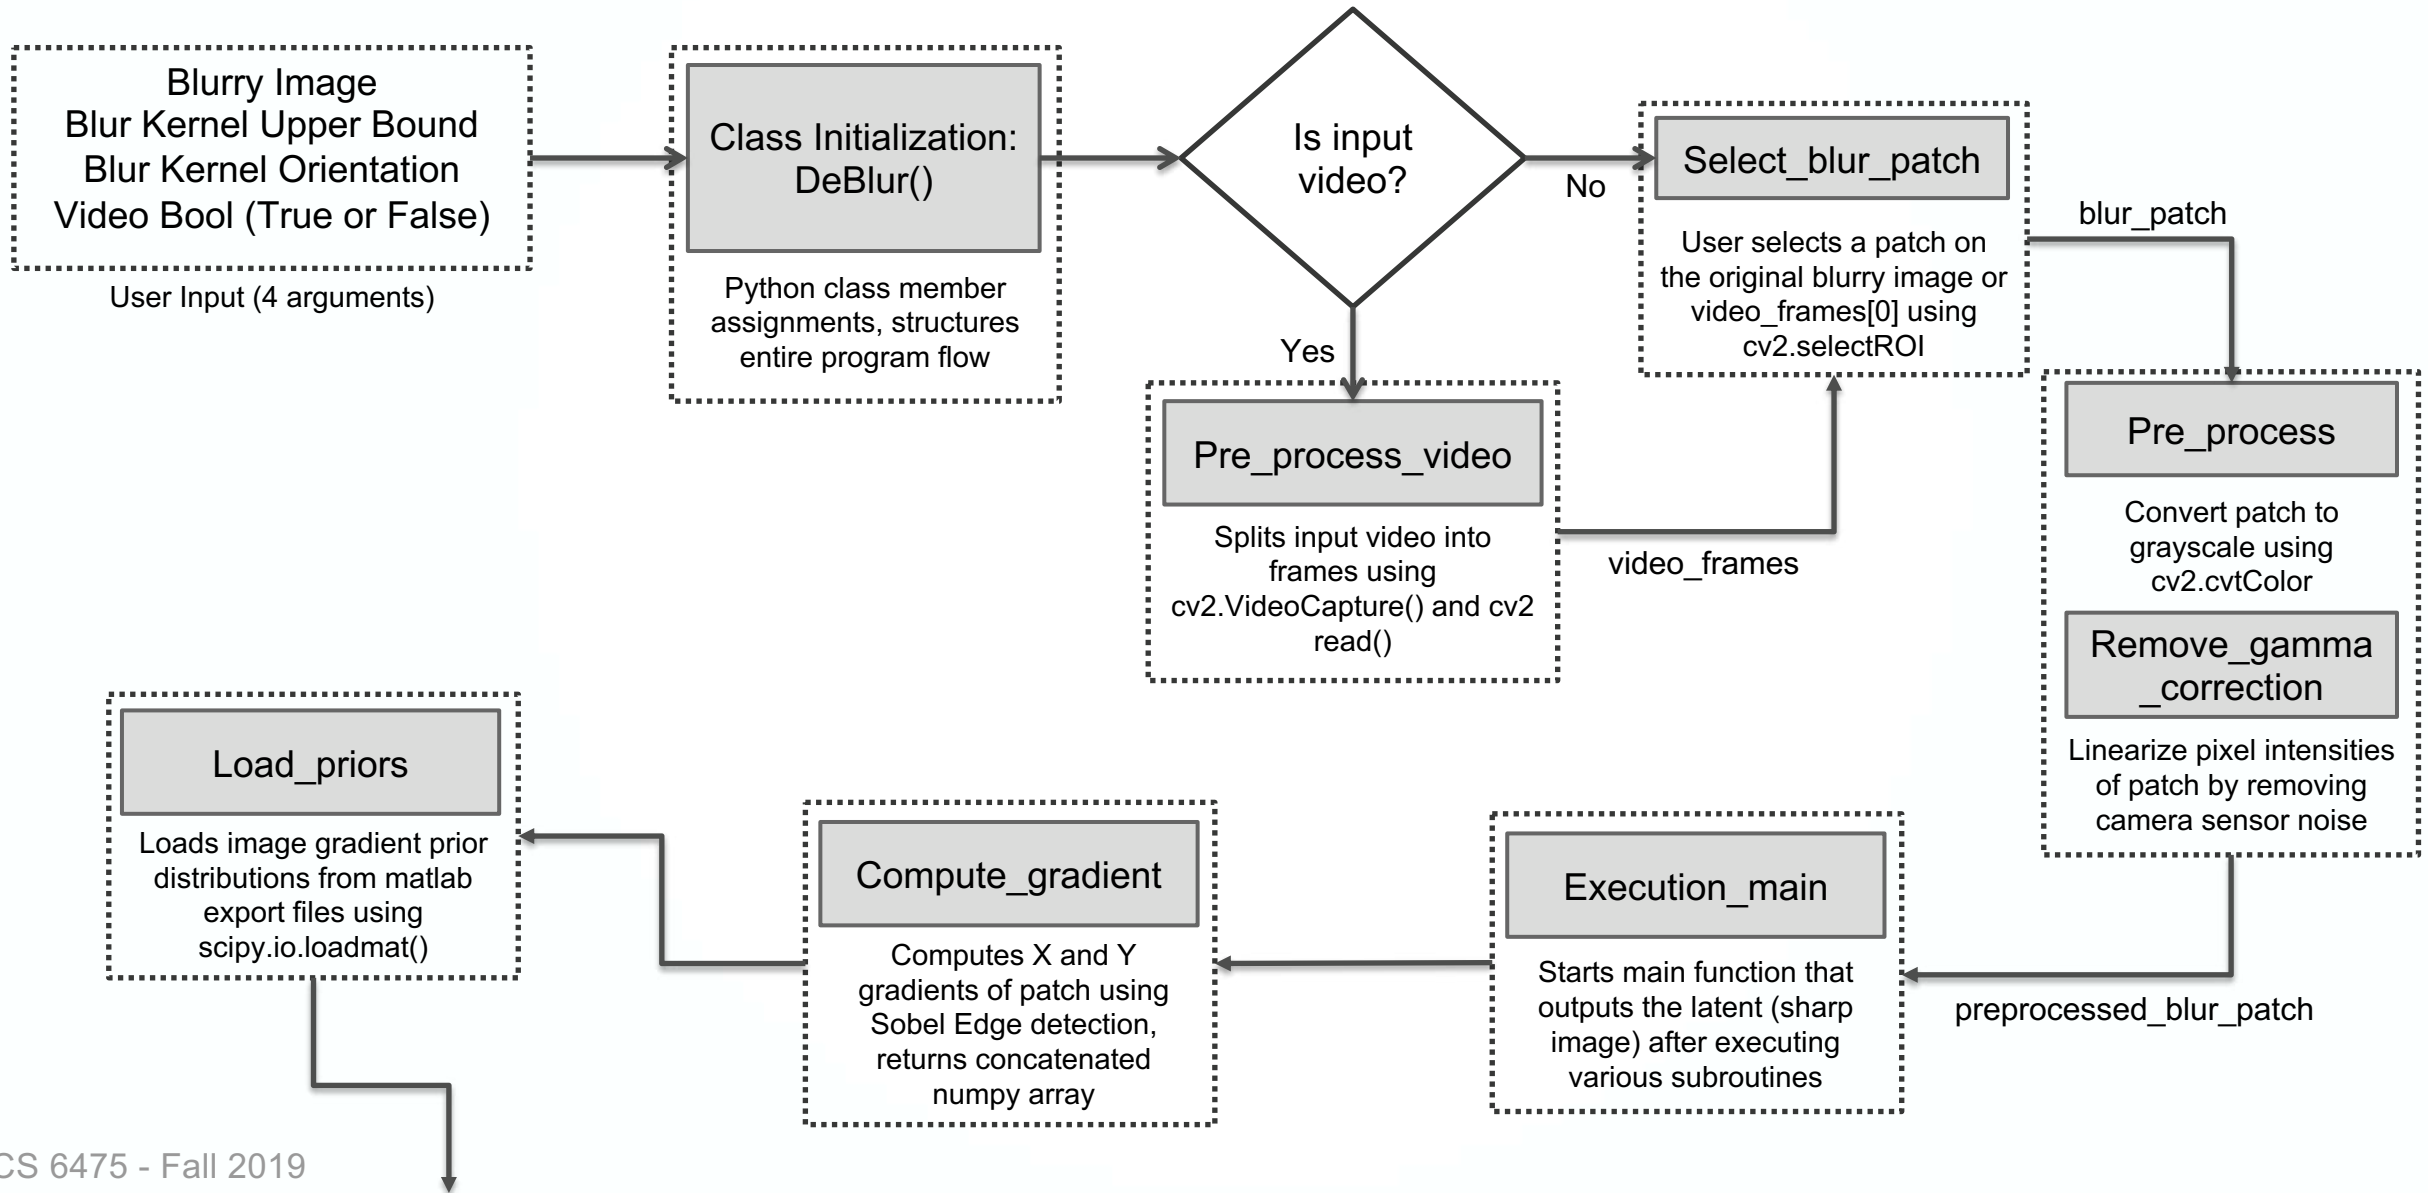 Blurry Image
Blur Kernel Upper Bound
Blur Kernel Orientation
Video Bool (True or False)
User Input (4 arguments)
Class Initialization:
DeBlur()
Python class member
assignments, structures
entire program flow
Is input
video?
No
Yes
Select_blur_patch
User selects a patch on
the original blurry image or
video_frames[0] using
cv2.selectROI
blur_patch
Pre_process_video
Splits input video into
frames using
cv2.VideoCapture() and cv2
read()
video_frames
Pre_process
Convert patch to
grayscale using
cv2.cvtColor
Remove_gamma
_correction
Linearize pixel intensities
of patch by removing
camera sensor noise
preprocessed_blur_patch
Execution_main
Starts main function that
outputs the latent (sharp
image) after executing
various subroutines
Compute_gradient
Computes X and Y
gradients of patch using
Sobel Edge detection,
returns concatenated
numpy array
Load_priors
Loads image gradient prior
distributions from matlab
export files using
scipy.io.loadmat()
CS 6475 - Fall 2019